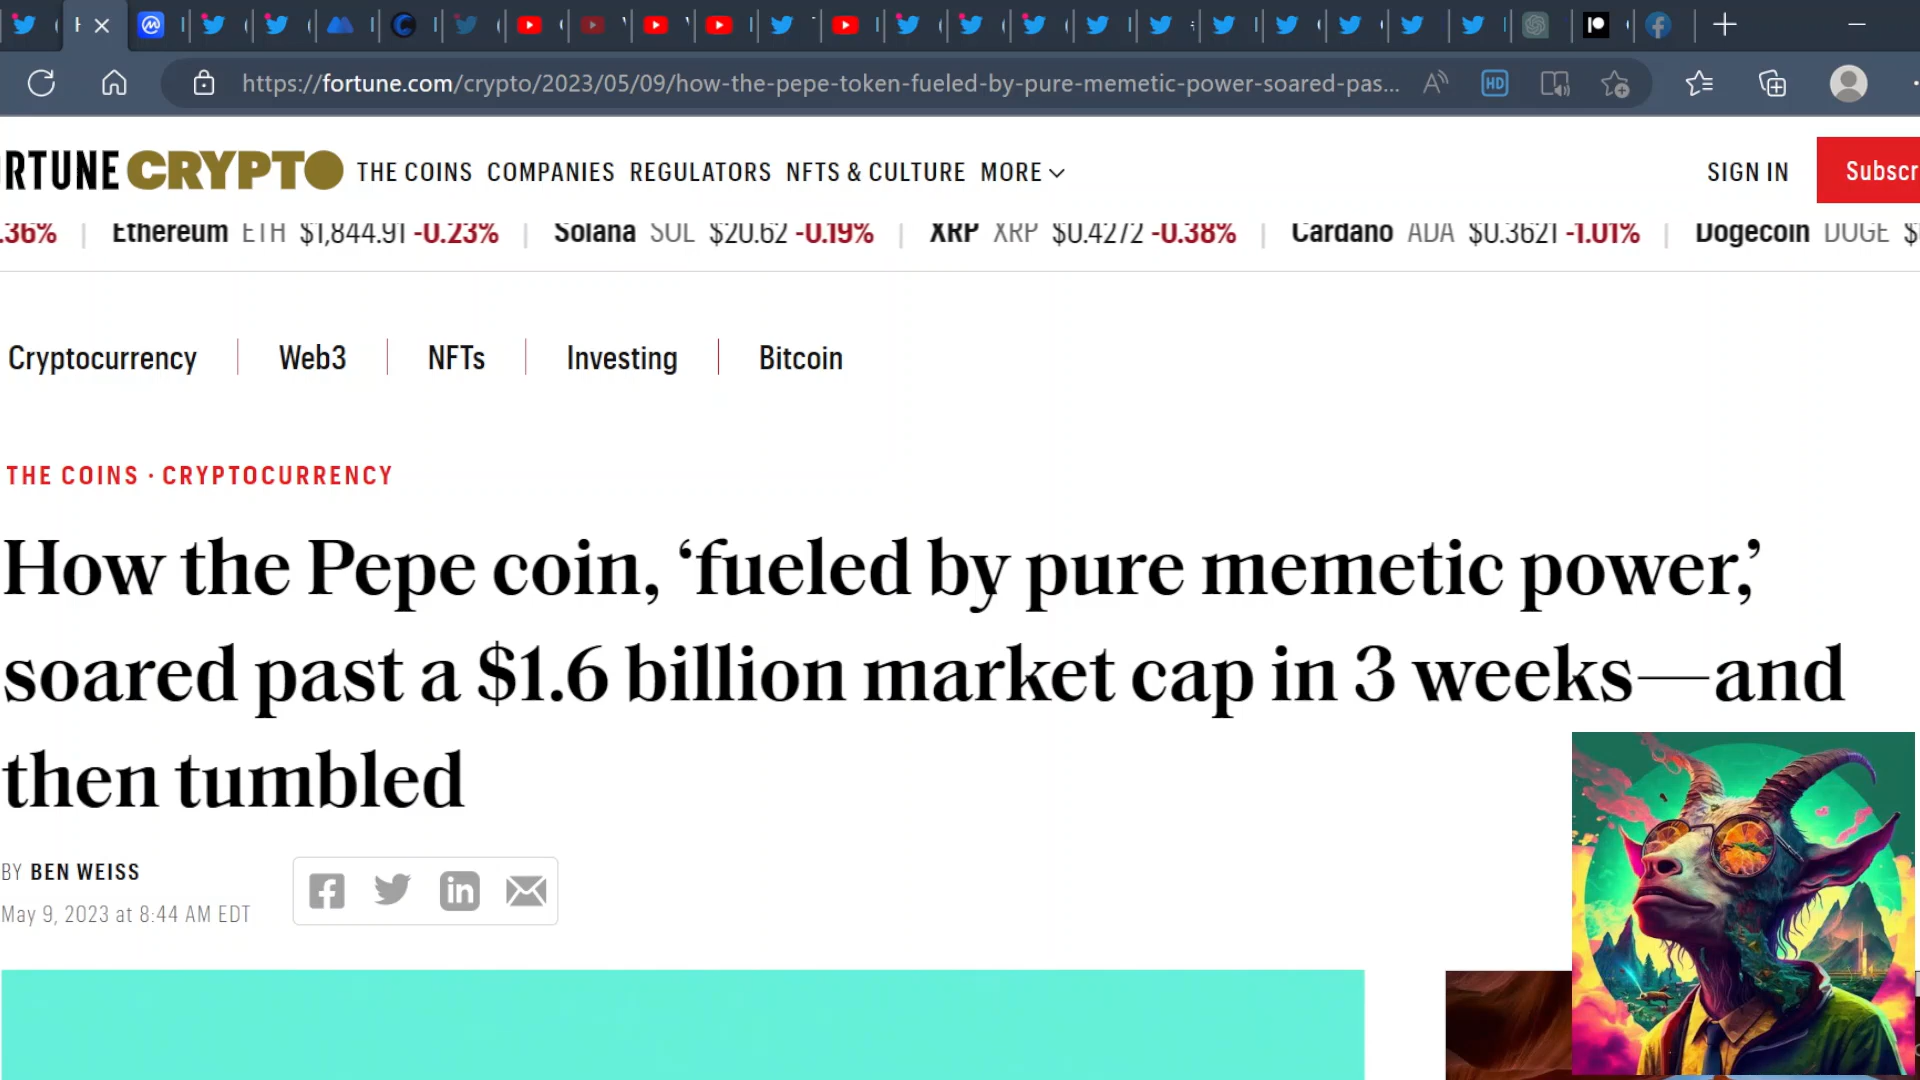 https://fortune.com/crypto/2023/05/09/how-the-pepe-token-fueled-by-pure-memetic-power-soared-pas...
HD
RTUNE CRYPTO THE COINS COMPANIES REGULATORS NFTS & CULTURE MORE SIGN IN Subscr
.36% Ethereum ETH $1,844.91 -0.23% Solana SOL $20.62 -0.19% XRP XRP $0.4272 -0.38% Cardano ADA $0.3621 -1.01% Dogecoin DOGE $
Cryptocurrency Web3 NFTs Investing Bitcoin
THE COINS · CRYPTOCURRENCY
How the Pepe coin, ‘fueled by pure memetic power,’
soared past a $1.6 billion market cap in 3 weeks—and
then tumbled
BY BEN WEISS
May 9, 2023 at 8:44 AM EDT